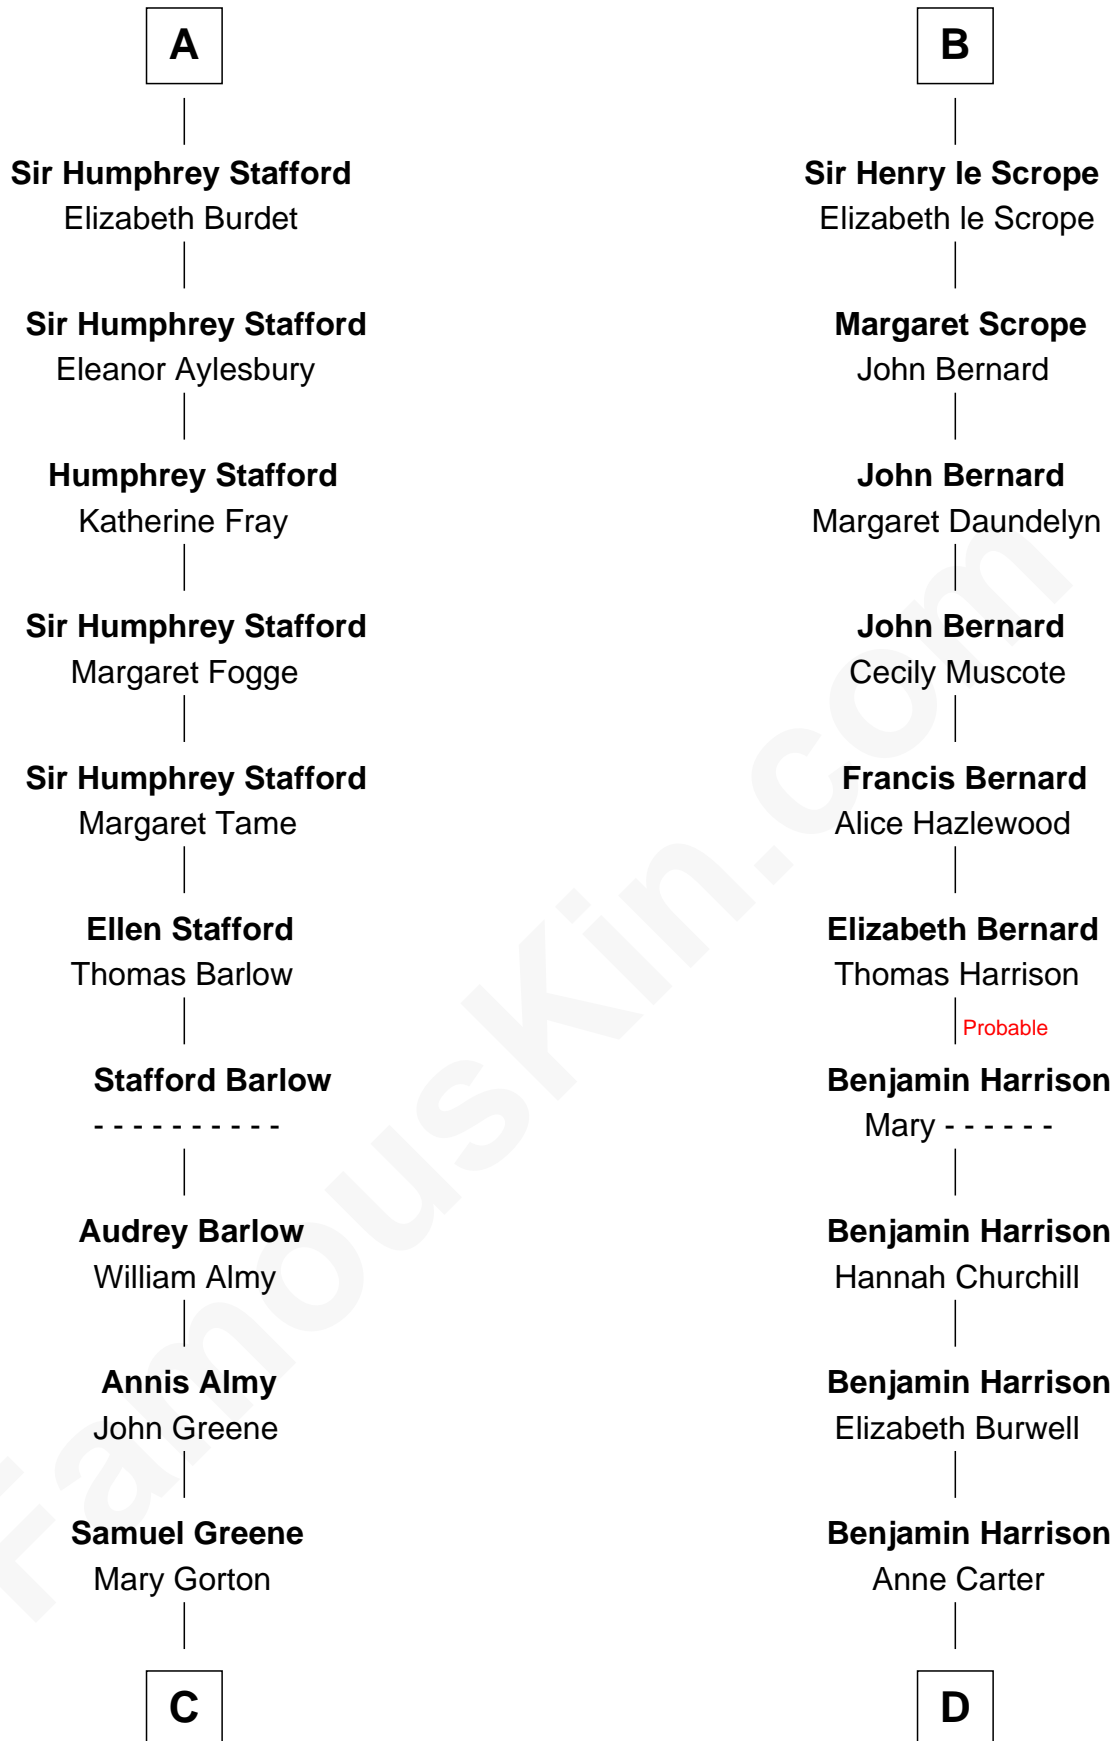 A
Sir Humphrey Stafford
Elizabeth Burdet
Sir Humphrey Stafford
Eleanor Aylesbury
Humphrey Stafford
Katherine Fray
Sir Humphrey Stafford
Margaret Fogge
Sir Humphrey Stafford
Margaret Tame
Ellen Stafford
Thomas Barlow
Stafford Barlow
- - - - - - - - - -
Audrey Barlow
William Almy
Annis Almy
John Greene
Samuel Greene
Mary Gorton
C
B
Sir Henry le Scrope
Elizabeth le Scrope
Margaret Scrope
John Bernard
John Bernard
Margaret Daundelyn
John Bernard
Cecily Muscote
Francis Bernard
Alice Hazlewood
Elizabeth Bernard
Thomas Harrison
Probable
Benjamin Harrison
Mary - - - - - -
Benjamin Harrison
Hannah Churchill
Benjamin Harrison
Elizabeth Burwell
Benjamin Harrison
Anne Carter
D
FamousKin.com